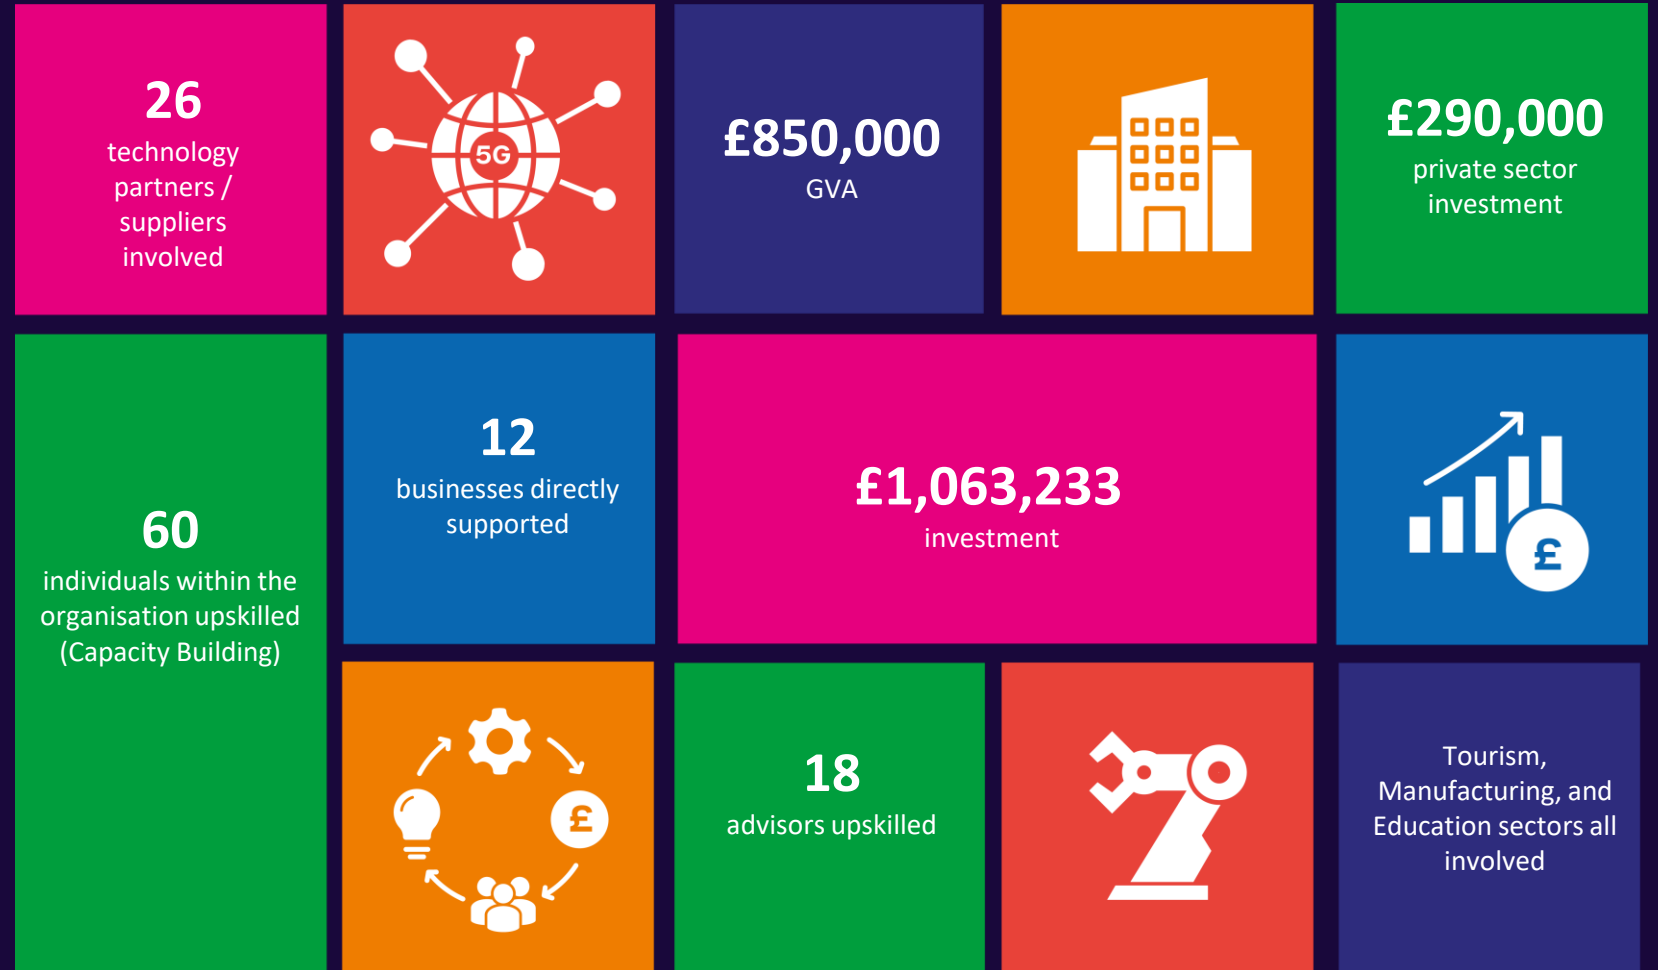 26
technology
partners /
suppliers
involved
5G
£850,000
GVA
£290,000
private sector
investment
60
individuals within the
organisation upskilled
(Capacity Building)
12
businesses directly
supported
£1,063,233
investment
£
£
18
advisors upskilled
Tourism,
Manufacturing, and
Education sectors all
involved